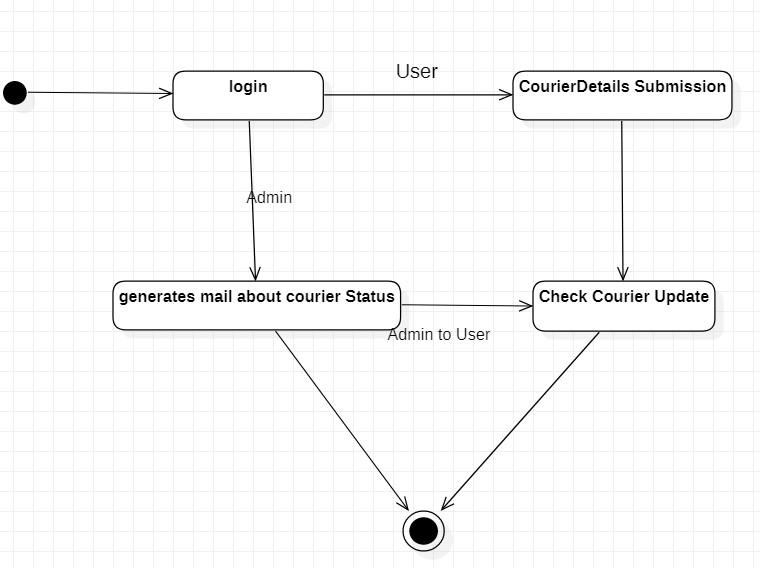 User
login
CourierDetails Submission
Admin
generates mail about courier Status
Check Courier Update
Admin to User